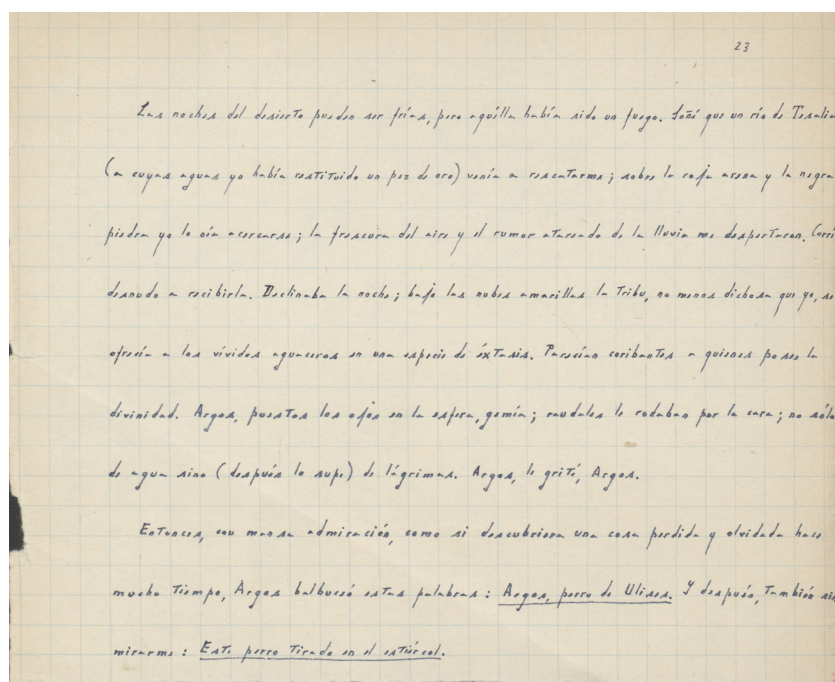 23
Las noches del desierto pueden ser frías, pero aquélla había sido un fuego. Soñé que un río de Tesalia
(a cuyas aguas yo había restituido un pez de oro) venía a rescatarme; sobre la roja arena y la negra
piedra yo lo oía acercarse; la frescura del aire y el rumor atareado de la lluvia me despertaron. Corrí
desnudo a recibirla. Declinaba la noche; bajo las nubes amarillas la tribu, no menos dichosa que yo, se
ofrecía a los vívidos aguaceros en una especie de éxtasis. Parecían coribantes a quienes posee la
divinidad. Argos, puestos los ojos en la esfera, gemía; raudales le rodaban por la cara; no sólo
de agua sino (después lo supe) de lágrimas. Argos, le grité, Argos.
Entonces, con mansa admiración, como si descubriera una cosa perdida y olvidada hace
mucho tiempo, Argos balbuceó estas palabras: Argos, perro de Ulises. Y después, también sin
mirarme: Este perro tirado en el estiércol.